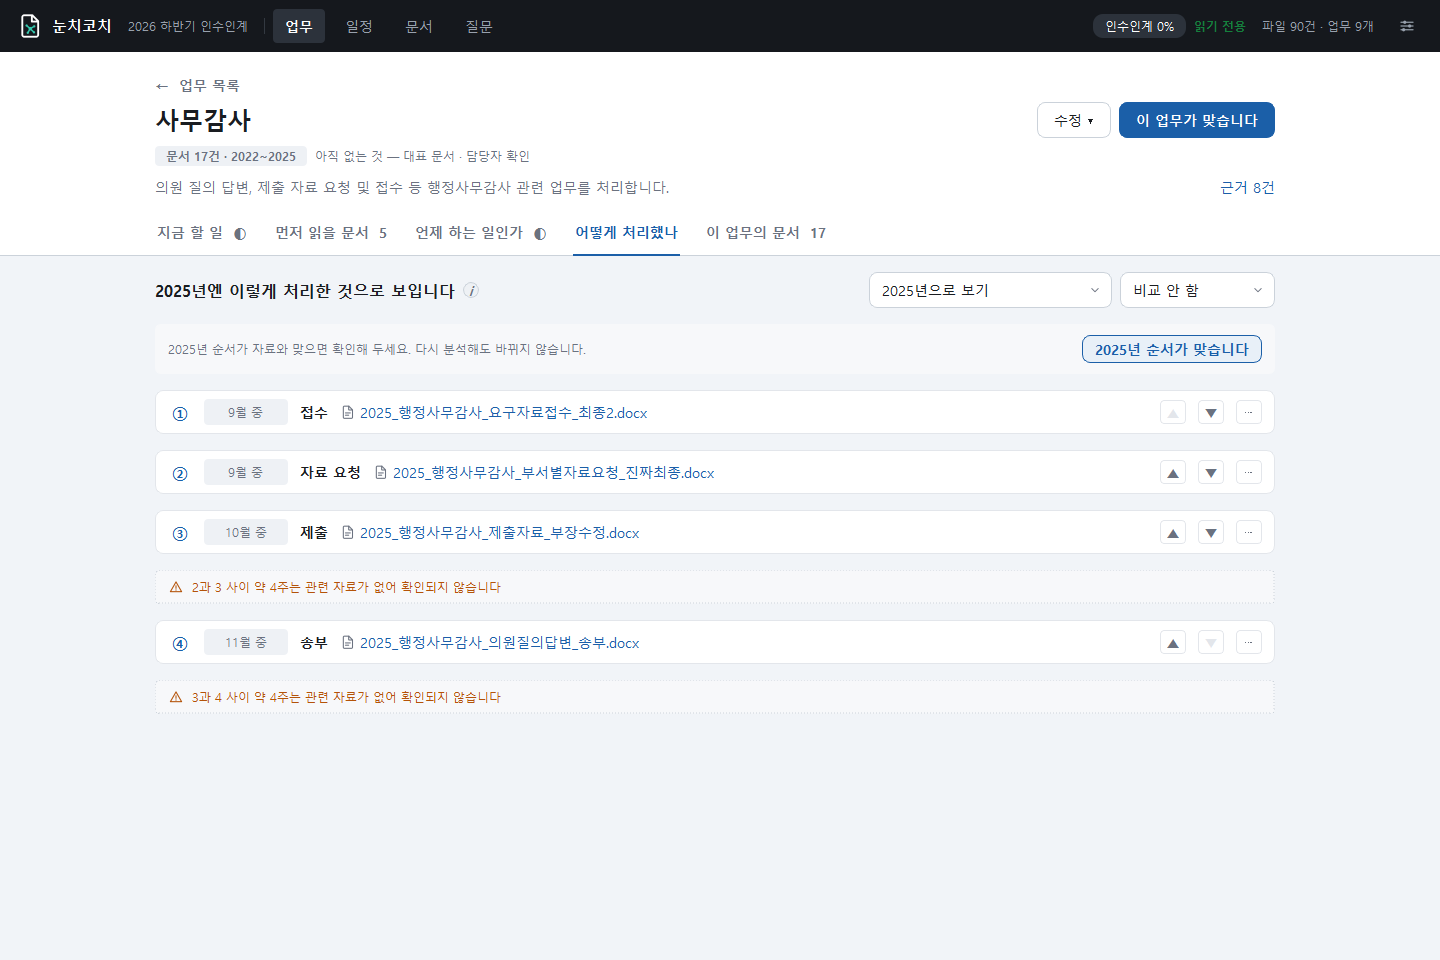 눈치코치 2026 하반기 인수인계 업무 일정 문서 질문 인수인계 0% 읽기 전용 파일 90건 · 업무 9개
← 업무 목록
사무감사 수정 ▾ 이 업무가 맞습니다
문서 17건 · 2022~2025 아직 없는 것 — 대표 문서 · 담당자 확인
의원 질의 답변, 제출 자료 요청 및 접수 등 행정사무감사 관련 업무를 처리합니다. 근거 8건
지금 할 일 ◐ 먼저 읽을 문서 5 언제 하는 일인가 ◐ 어떻게 처리했나 이 업무의 문서 17
2025년엔 이렇게 처리한 것으로 보입니다 i 2025년으로 보기 비교 안 함
2025년 순서가 자료와 맞으면 확인해 두세요. 다시 분석해도 바뀌지 않습니다. 2025년 순서가 맞습니다
① 9월 중 접수 2025_행정사무감사_요구자료접수_최종2.docx ▲ ▼ ...
② 9월 중 자료 요청 2025_행정사무감사_부서별자료요청_진짜최종.docx ▲ ▼ ...
③ 10월 중 제출 2025_행정사무감사_제출자료_부장수정.docx ▲ ▼ ...
⚠ 2과 3 사이 약 4주는 관련 자료가 없어 확인되지 않습니다
④ 11월 중 송부 2025_행정사무감사_의원질의답변_송부.docx ▲ ▼ ...
⚠ 3과 4 사이 약 4주는 관련 자료가 없어 확인되지 않습니다